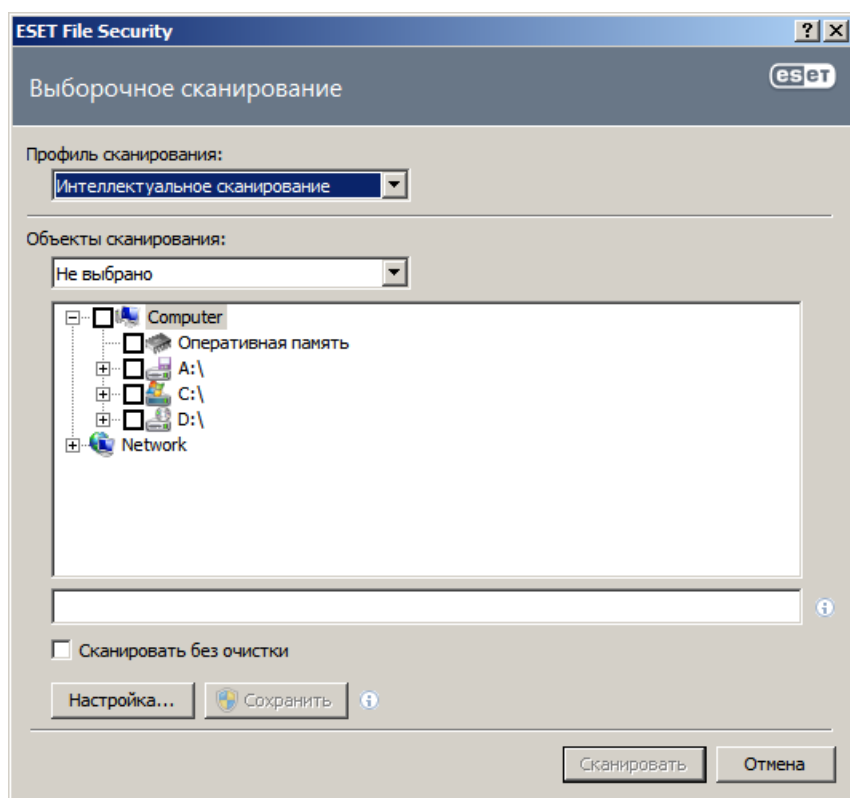 ESET File Security
Выборочное сканирование
eset
Профиль сканирования:
Интеллектуальное сканирование
Объекты сканирования:
Не выбрано
Computer
Оперативная память
A:\
C:\
D:\
Network
Сканировать без очистки
Настройка... Сохранить
Сканировать Отмена